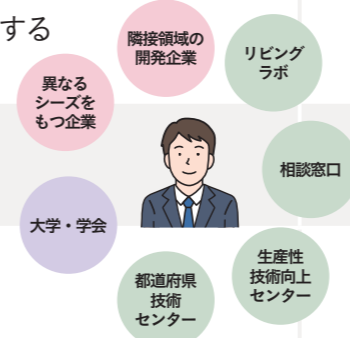 する
隣接領域の
開発企業
リビング
ラボ
異なる
シーズを
もつ企業
相談窓口
大学・学会
生産性
技術向上
センター
都道府県
技術
センター